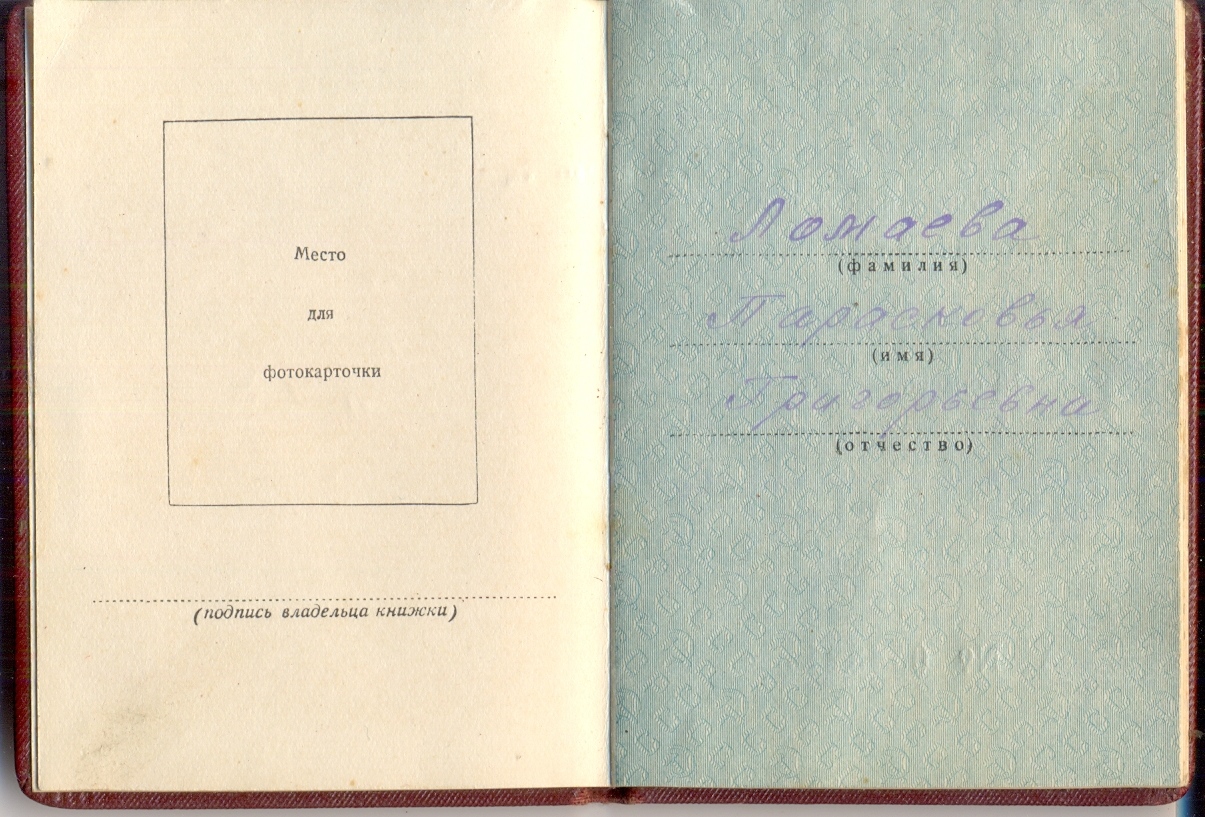 Место
для
фотокарточки
(подпись владельца книжки)
Ломаева
(фамилия)
Парасковья
(имя)
Григорьевна
(отчество)